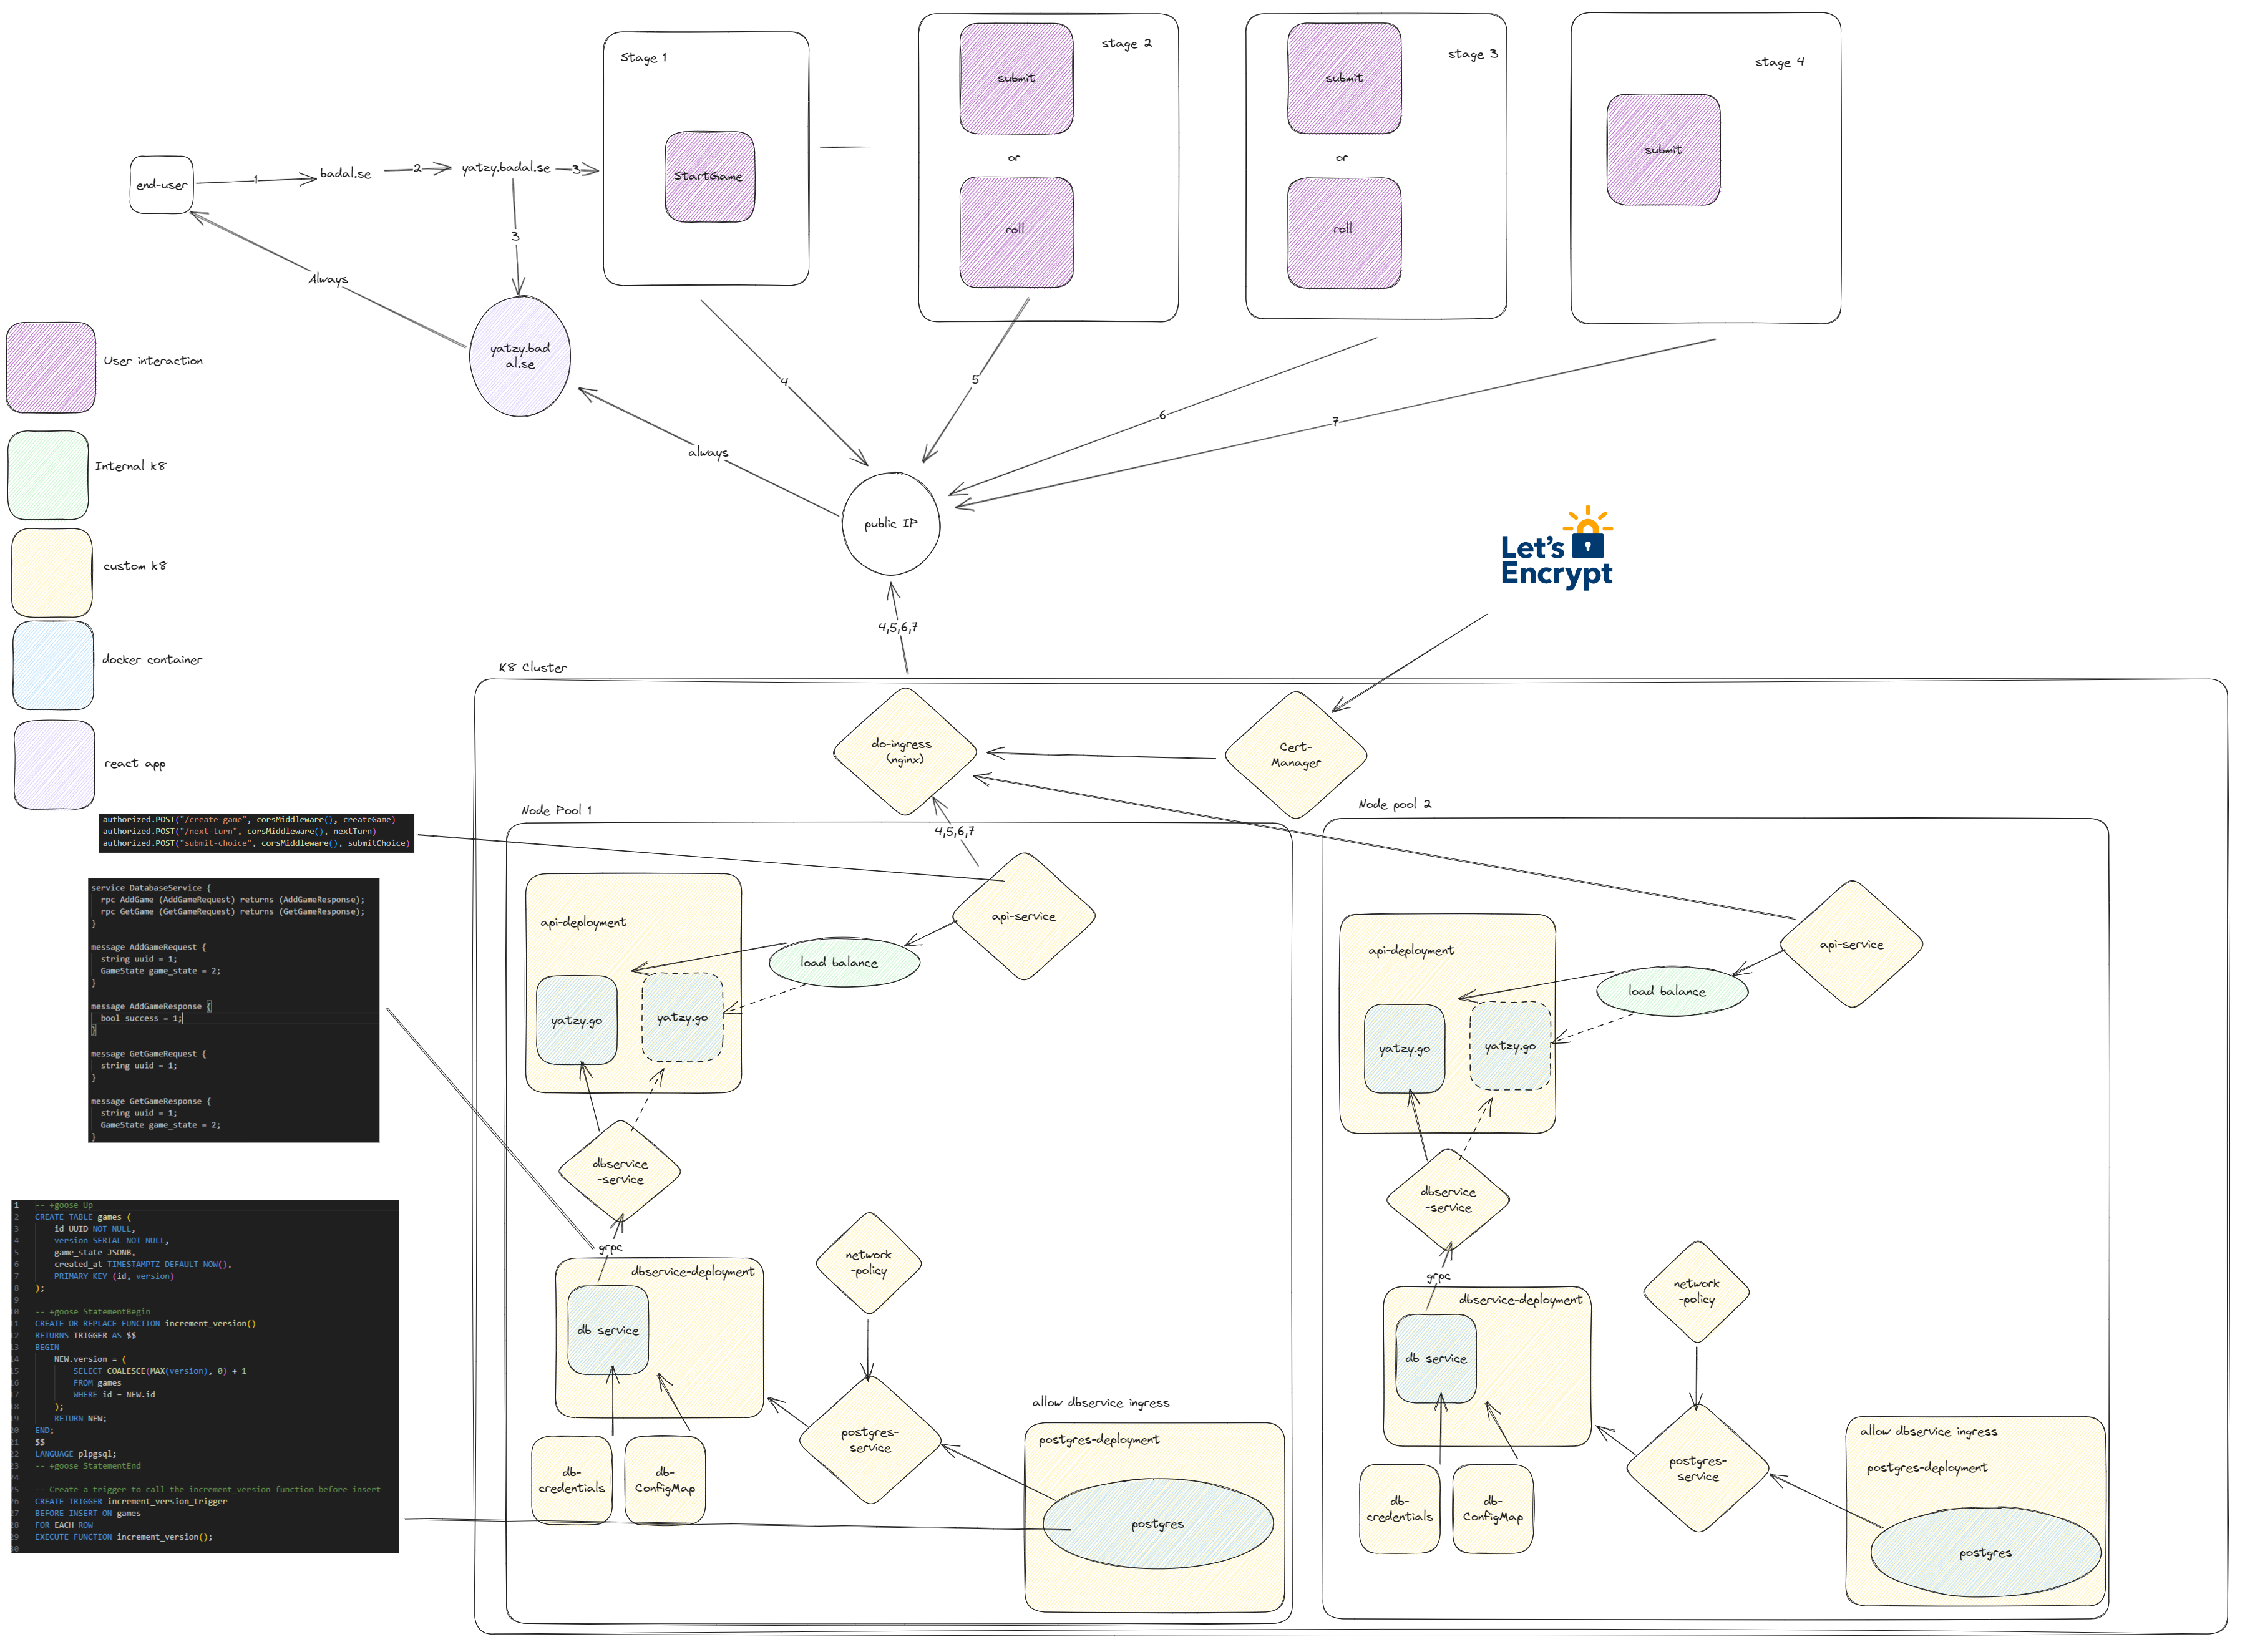 Stage 1
StartGame
submit
stage 2
or
roll
submit
stage 3
or
roll
stage 4
submit
end-user
1
badal.se
2
yatzy.badal.se
3
3
Always
yatzy.bad
al.se
4
5
6
7
always
public IP
User interaction
Internal k8
custom k8
docker container
react app
Let's
Encrypt
4,5,6,7
K8 Cluster
do-ingress
(nginx)
Cert-
Manager
authorized.POST("/create-game", corsMiddleware(), createGame)
authorized.POST("/next-turn", corsMiddleware(), nextTurn)
authorized.POST("submit-choice", corsMiddleware(), submitChoice)
service DatabaseService {
  rpc AddGame (AddGameRequest) returns (AddGameResponse);
  rpc GetGame (GetGameRequest) returns (GetGameResponse);
}
message AddGameRequest {
  string uuid = 1;
  GameState game_state = 2;
}
message AddGameResponse {
  bool success = 1;
}
message GetGameRequest {
  string uuid = 1;
}
message GetGameResponse {
  string uuid = 1;
  GameState game_state = 2;
}
1 -- +goose Up
2 CREATE TABLE games (
3     id UUID NOT NULL,
4     version SERIAL NOT NULL,
5     game_state JSONB,
6     created_at TIMESTAMPTZ DEFAULT NOW(),
7     PRIMARY KEY (id, version)
8 );
9
10 -- +goose StatementBegin
11 CREATE OR REPLACE FUNCTION increment_version()
12 RETURNS TRIGGER AS $$
13 BEGIN
14     NEW.version = (
15         SELECT COALESCE(MAX(version), 0) + 1
16         FROM games
17         WHERE id = NEW.id
18     );
19     RETURN NEW;
20 END;
21 $$
22 LANGUAGE plpgsql;
23 -- +goose StatementEnd
24
25 -- Create a trigger to call the increment_version function before insert
26 CREATE TRIGGER increment_version_trigger
27 BEFORE INSERT ON games
28 FOR EACH ROW
29 EXECUTE FUNCTION increment_version();
30
Node Pool 1
4,5,6,7
api-service
api-deployment
load balance
yatzy.go
yatzy.go
dbservice
-service
grpc
dbservice-deployment
db service
network
-policy
postgres-
service
db-
credentials
db-
ConfigMap
allow dbservice ingress
postgres-deployment
postgres
Node pool 2
api-service
api-deployment
load balance
yatzy.go
yatzy.go
dbservice
-service
grpc
dbservice-deployment
db service
network
-policy
postgres-
service
db-
credentials
db-
ConfigMap
allow dbservice ingress
postgres-deployment
postgres